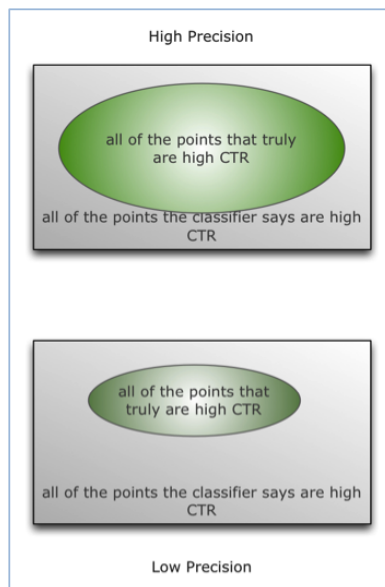 High Precision
all of the points that truly
are high CTR
all of the points the classifier says are high
CTR
all of the points that
truly are high CTR
all of the points the classifier says are high
CTR
Low Precision